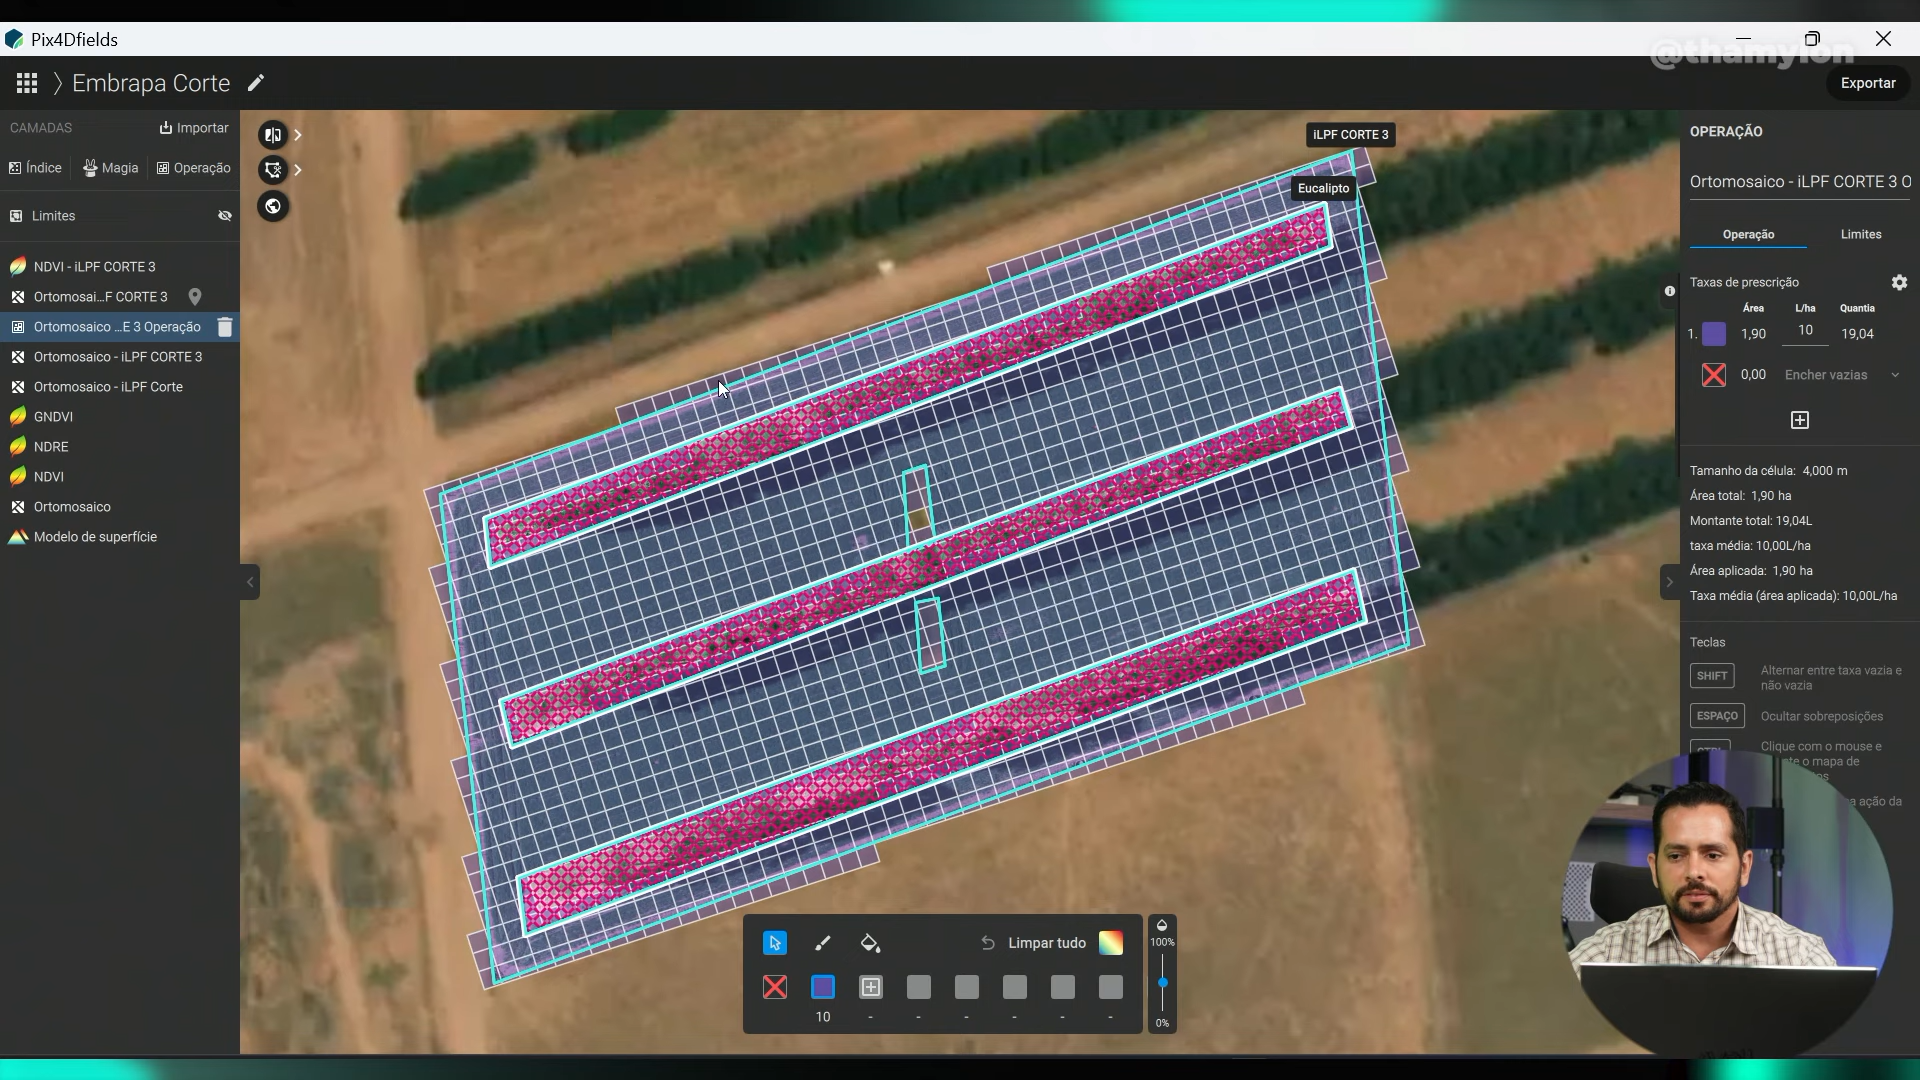 Pix4Dfields
@thamylon
Embrapa Corte
Exportar
CAMADAS
Importar
Índice
Magia
Operação
Limites
NDVI - iLPF CORTE 3
Ortomosai...F CORTE 3
Ortomosaico ...E 3 Operação
Ortomosaico - iLPF CORTE 3
Ortomosaico - iLPF Corte
GNDVI
NDRE
NDVI
Ortomosaico
Modelo de superfície
iLPF CORTE 3
Eucalipto
Limpar tudo
10
-
-
-
-
-
-
100%
0%
OPERAÇÃO
Ortomosaico - iLPF CORTE 3 O
Operação
Limites
Taxas de prescrição
Área
L/ha
Quantia
1.
1,90
10
19,04
0,00
Encher vazias
Tamanho da célula: 4,000 m
Área total: 1,90 ha
Montante total: 19,04L
taxa média: 10,00L/ha
Área aplicada: 1,90 ha
Taxa média (área aplicada): 10,00L/ha
Teclas
SHIFT
Alternar entre taxa vazia e
não vazia
ESPAÇO
Ocultar sobreposições
Clique com o mouse e
o mapa de
ação da